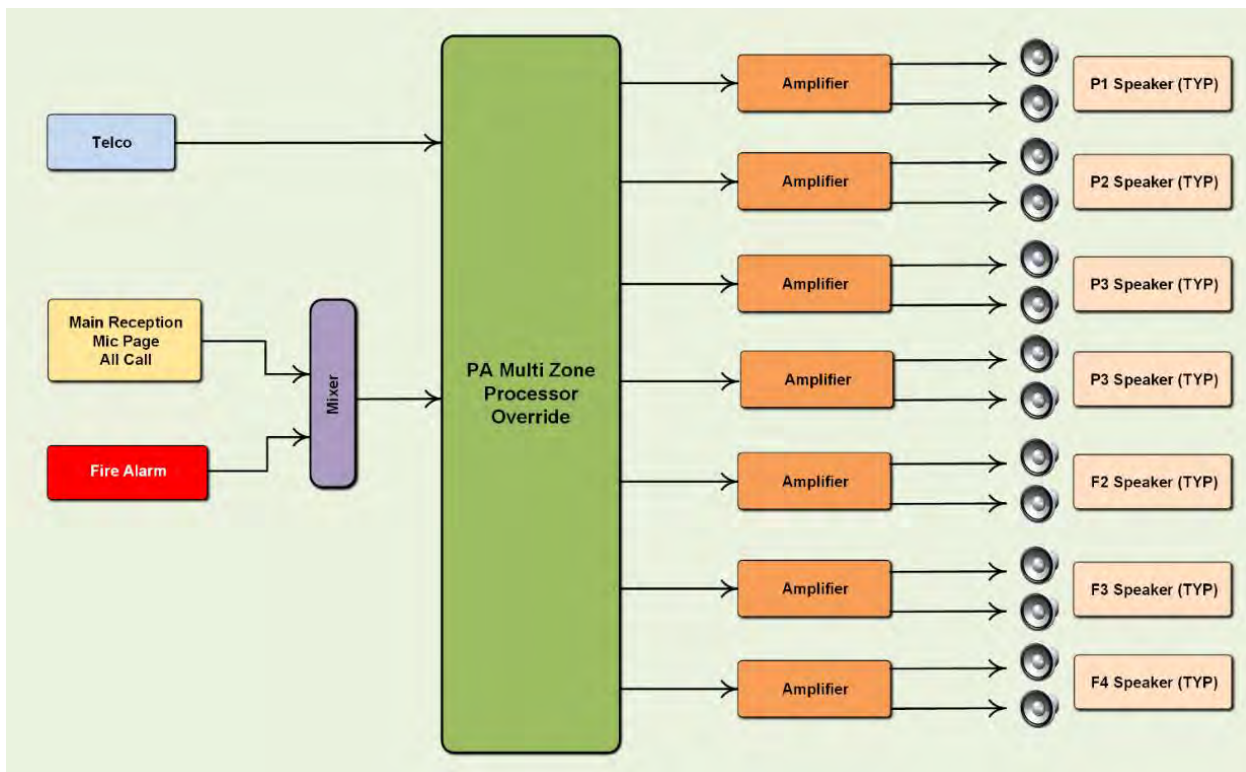 Telco
Main Reception
Mic Page
All Call
Fire Alarm
Mixer
PA Multi Zone
Processor
Override
Amplifier
P1 Speaker (TYP)
Amplifier
P2 Speaker (TYP)
Amplifier
P3 Speaker (TYP)
Amplifier
P3 Speaker (TYP)
Amplifier
F2 Speaker (TYP)
Amplifier
F3 Speaker (TYP)
Amplifier
F4 Speaker (TYP)